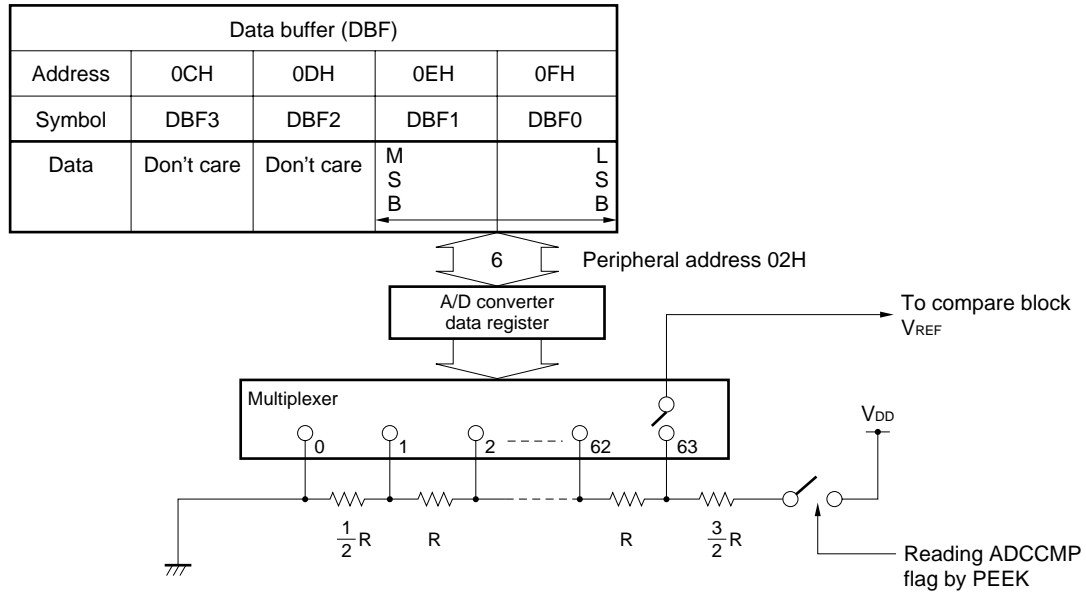 Data buffer (DBF)
Address 0CH 0DH 0EH 0FH
Symbol DBF3 DBF2 DBF1 DBF0
Data Don't care Don't care M L
S S
B B
6 Peripheral address 02H
A/D converter
data register
To compare block
VREF
Multiplexer
VDD
0 1 2 62 63
1/2 R R R 3/2 R
Reading ADCCMP
flag by PEEK